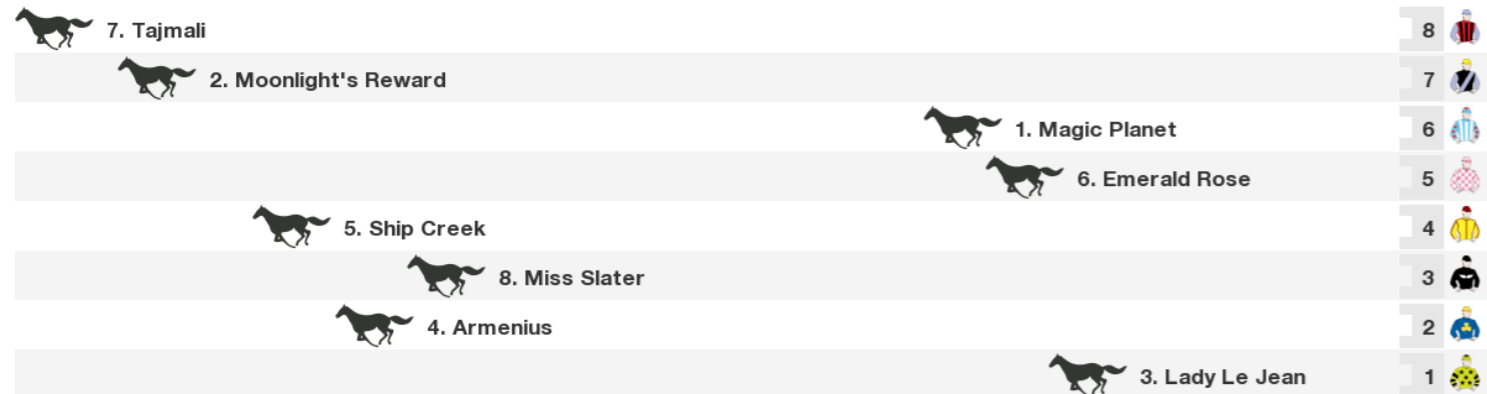 7. Tajmali 8
2. Moonlight's Reward 7
1. Magic Planet 6
6. Emerald Rose 5
5. Ship Creek 4
8. Miss Slater 3
4. Armenius 2
3. Lady Le Jean 1